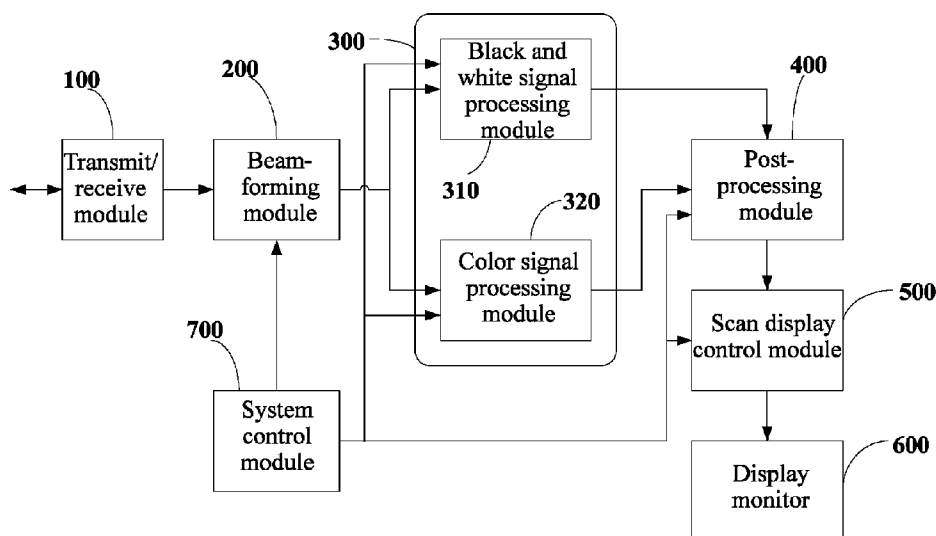 300
Black and
white signal
processing
module
310
200
100
400
Transmit/
receive
module
Beam-
forming
module
Post-
processing
module
320
Color signal
processing
module
500
Scan display
control module
700
System
control
module
600
Display
monitor